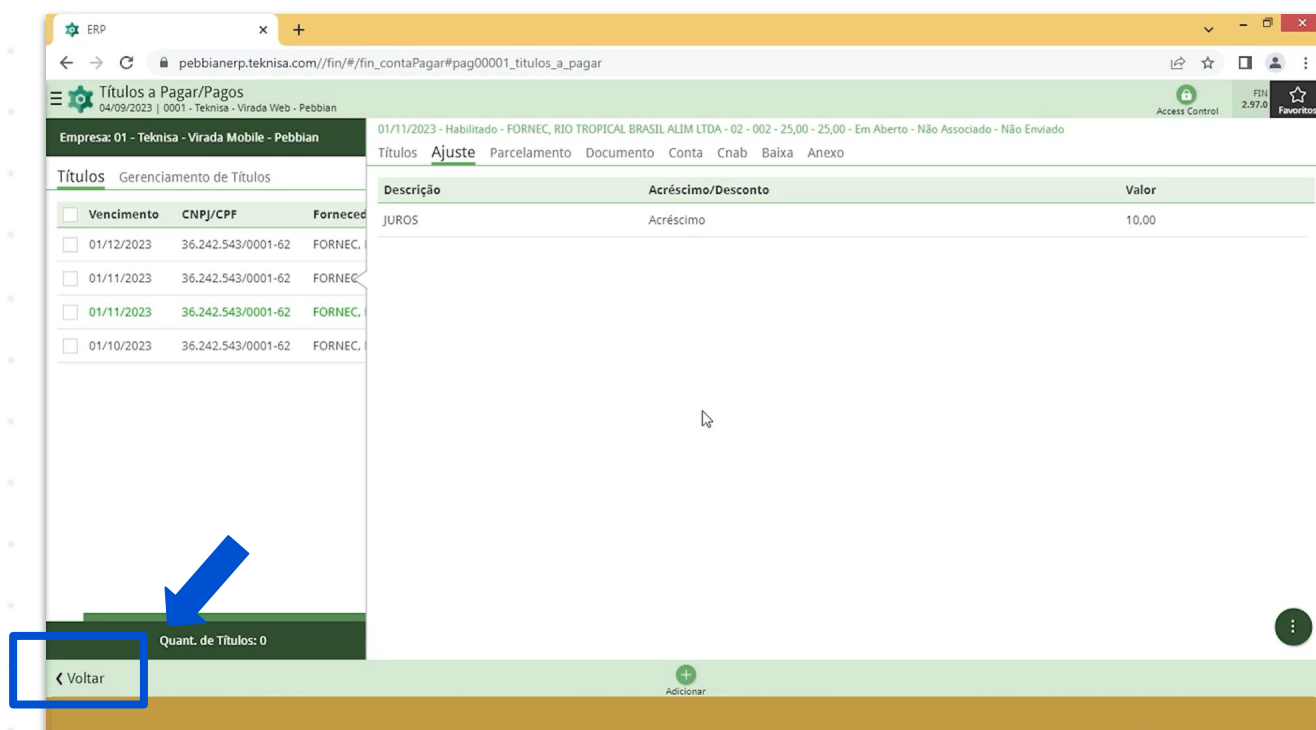 ERP
pebbianerp.teknisa.com//fin/#/fin_contaPagar#pag00001_titulos_a_pagar
Títulos a Pagar/Pagos
04/09/2023 | 0001 - Teknisa - Virada Web - Pebbian
Access Control
FIN
2.97.0
Favoritos
Empresa: 01 - Teknisa - Virada Mobile - Pebbian
Títulos Gerenciamento de Títulos
Vencimento CNPJ/CPF Forneced
01/12/2023 36.242.543/0001-62 FORNEC,
01/11/2023 36.242.543/0001-62 FORNEC
01/11/2023 36.242.543/0001-62 FORNEC,
01/10/2023 36.242.543/0001-62 FORNEC,
Quant. de Títulos: 0
01/11/2023 - Habilitado - FORNEC, RIO TROPICAL BRASIL ALIM LTDA - 02 - 002 - 25,00 - 25,00 - Em Aberto - Não Associado - Não Enviado
Títulos Ajuste Parcelamento Documento Conta Cnab Baixa Anexo
Descrição Acréscimo/Desconto Valor
JUROS Acréscimo 10,00
Voltar
Adicionar